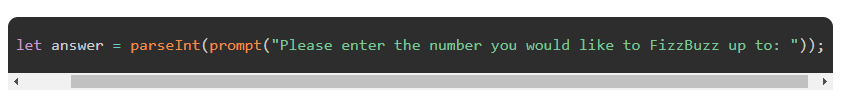 let answer = parseInt(prompt("Please enter the number you would like to FizzBuzz up to: "));